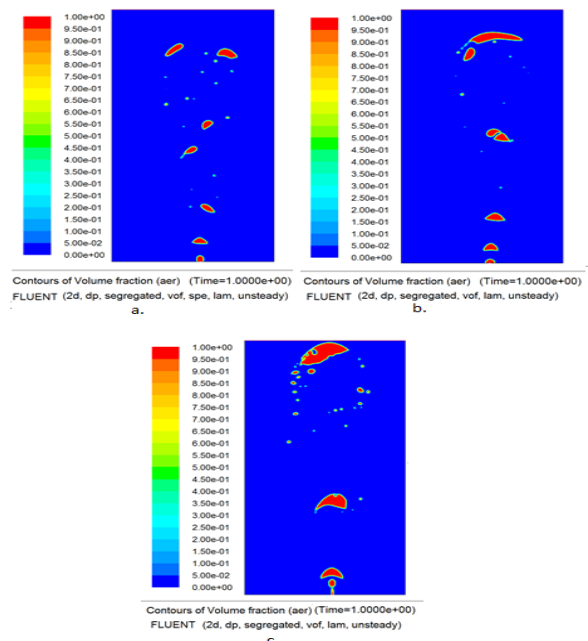 1.00e+00
9.50e-01
9.00e-01
8.50e-01
8.00e-01
7.50e-01
7.00e-01
6.50e-01
6.00e-01
5.50e-01
5.00e-01
4.50e-01
4.00e-01
3.50e-01
3.00e-01
2.50e-01
2.00e-01
1.50e-01
1.00e-01
5.00e-02
0.00e+00
Contours of Volume fraction (aer) (Time=1.0000e+00)
FLUENT (2d, dp, segregated, vof, spe, lam, unsteady)
a.
1.00e+00
9.50e-01
9.00e-01
8.50e-01
8.00e-01
7.50e-01
7.00e-01
6.50e-01
6.00e-01
5.50e-01
5.00e-01
4.50e-01
4.00e-01
3.50e-01
3.00e-01
2.50e-01
2.00e-01
1.50e-01
1.00e-01
5.00e-02
0.00e+00
Contours of Volume fraction (aer) (Time=1.0000e+00)
FLUENT (2d, dp, segregated, vof, lam, unsteady)
b.
1.00e+00
9.50e-01
9.00e-01
8.50e-01
8.00e-01
7.50e-01
7.00e-01
6.50e-01
6.00e-01
5.50e-01
5.00e-01
4.50e-01
4.00e-01
3.50e-01
3.00e-01
2.50e-01
2.00e-01
1.50e-01
1.00e-01
5.00e-02
0.00e+00
Contours of Volume fraction (aer) (Time=1.0000e+00)
FLUENT (2d, dp, segregated, vof, lam, unsteady)